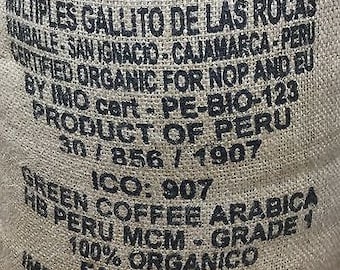 MULTIPLES GALLITO DE LAS ROCAS
AMBALLE - SAN IGNACIO - CAJAMARCA - PERU
CERTIFIED ORGANIC FOR NOP AND EU
BY IMO cert - PE-BIO-123
PRODUCT OF PERU
30 / 856 / 1907
ICO: 907
GREEN COFFEE ARABICA
HB PERU MCM - GRADE 1
100% ORGANICO